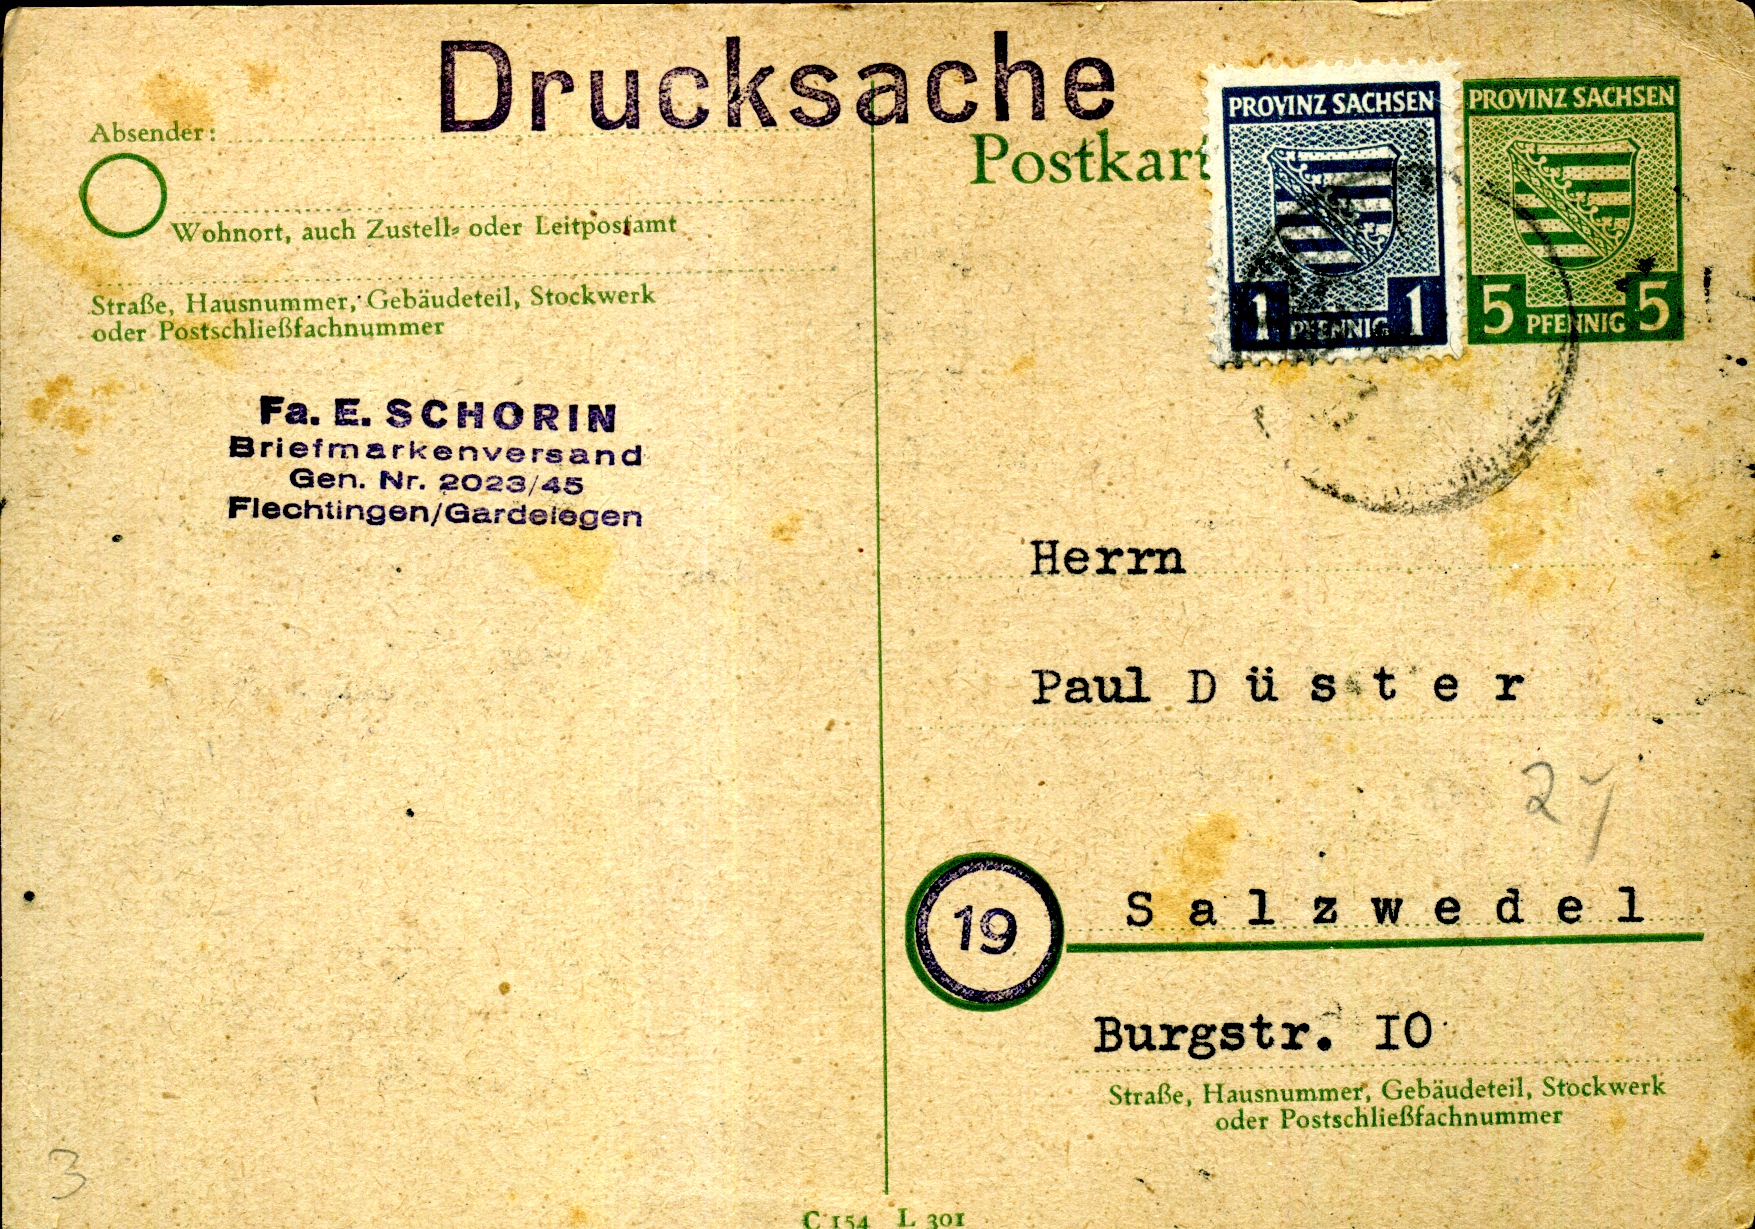 Drucksache
Absender:
Wohnort, auch Zustell- oder Leitpostamt
Straße, Hausnummer, Gebäudeteil, Stockwerk
oder Postschließfachnummer
Fa. E. SCHORIN
Briefmarkenversand
Gen. Nr. 2023/45
Flechtingen/Gardelegen
Postkart
PROVINZ SACHSEN
1 PFENNIG 1
PROVINZ SACHSEN
5 PFENNIG 5
Herrn
Paul Düster
24
19
Salzwedel
Burgstr. IO
Straße, Hausnummer, Gebäudeteil, Stockwerk
oder Postschließfachnummer
3
C 154 L 301